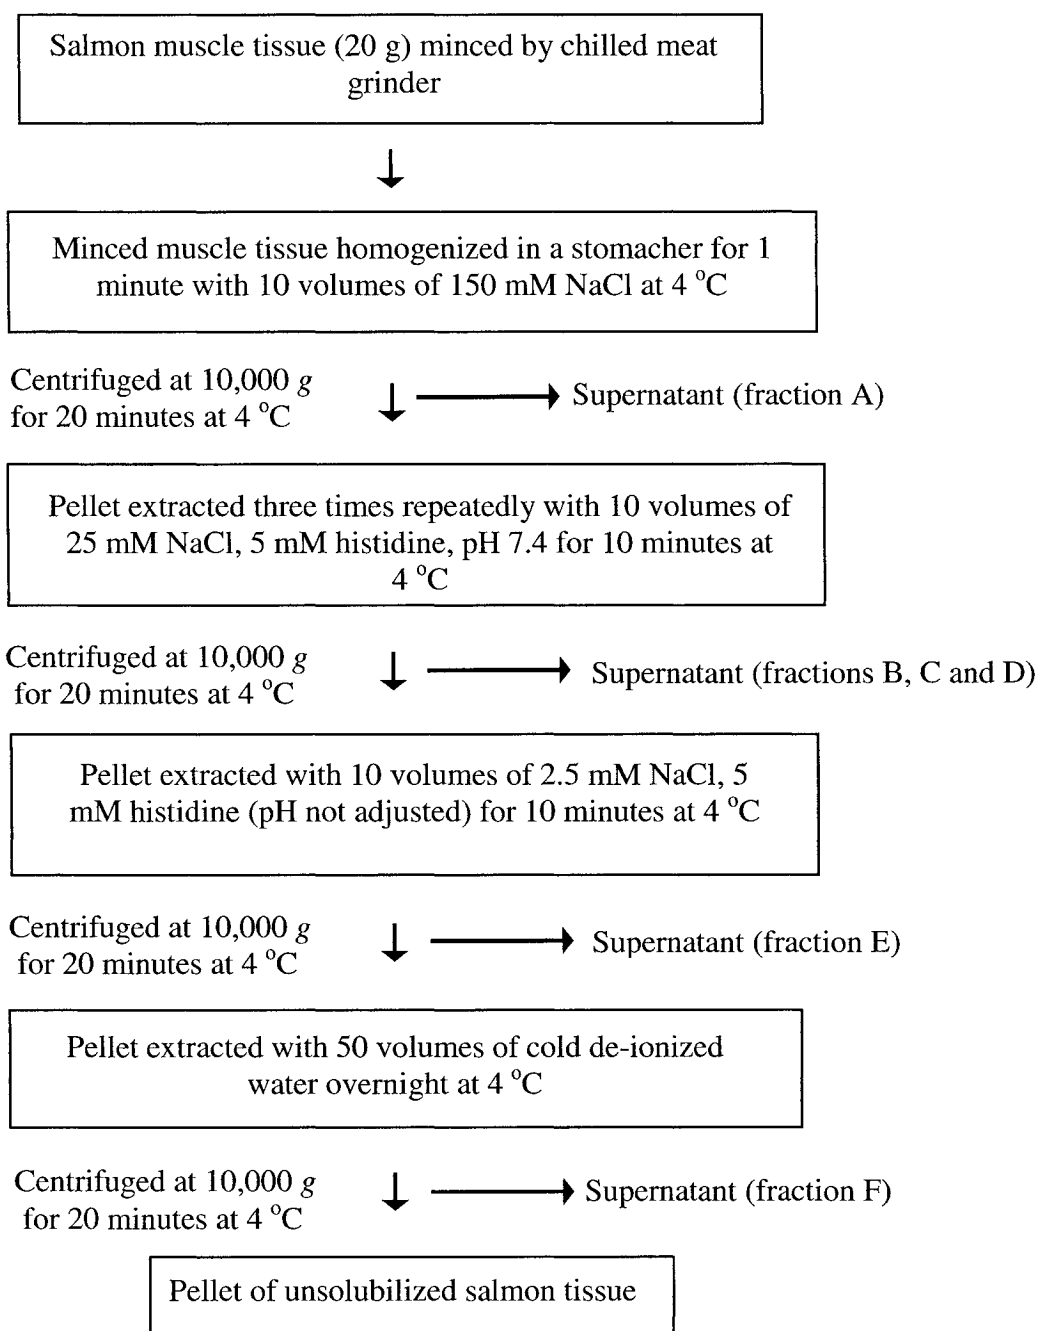 Salmon muscle tissue (20 g) minced by chilled meat
grinder
Minced muscle tissue homogenized in a stomacher for 1
minute with 10 volumes of 150 mM NaCl at 4 °C
Centrifuged at 10,000 g
for 20 minutes at 4 °C
Supernatant (fraction A)
Pellet extracted three times repeatedly with 10 volumes of
25 mM NaCl, 5 mM histidine, pH 7.4 for 10 minutes at
4 °C
Centrifuged at 10,000 g
for 20 minutes at 4 °C
Supernatant (fractions B, C and D)
Pellet extracted with 10 volumes of 2.5 mM NaCl, 5
mM histidine (pH not adjusted) for 10 minutes at 4 °C
Centrifuged at 10,000 g
for 20 minutes at 4 °C
Supernatant (fraction E)
Pellet extracted with 50 volumes of cold de-ionized
water overnight at 4 °C
Centrifuged at 10,000 g
for 20 minutes at 4 °C
Supernatant (fraction F)
Pellet of unsolubilized salmon tissue